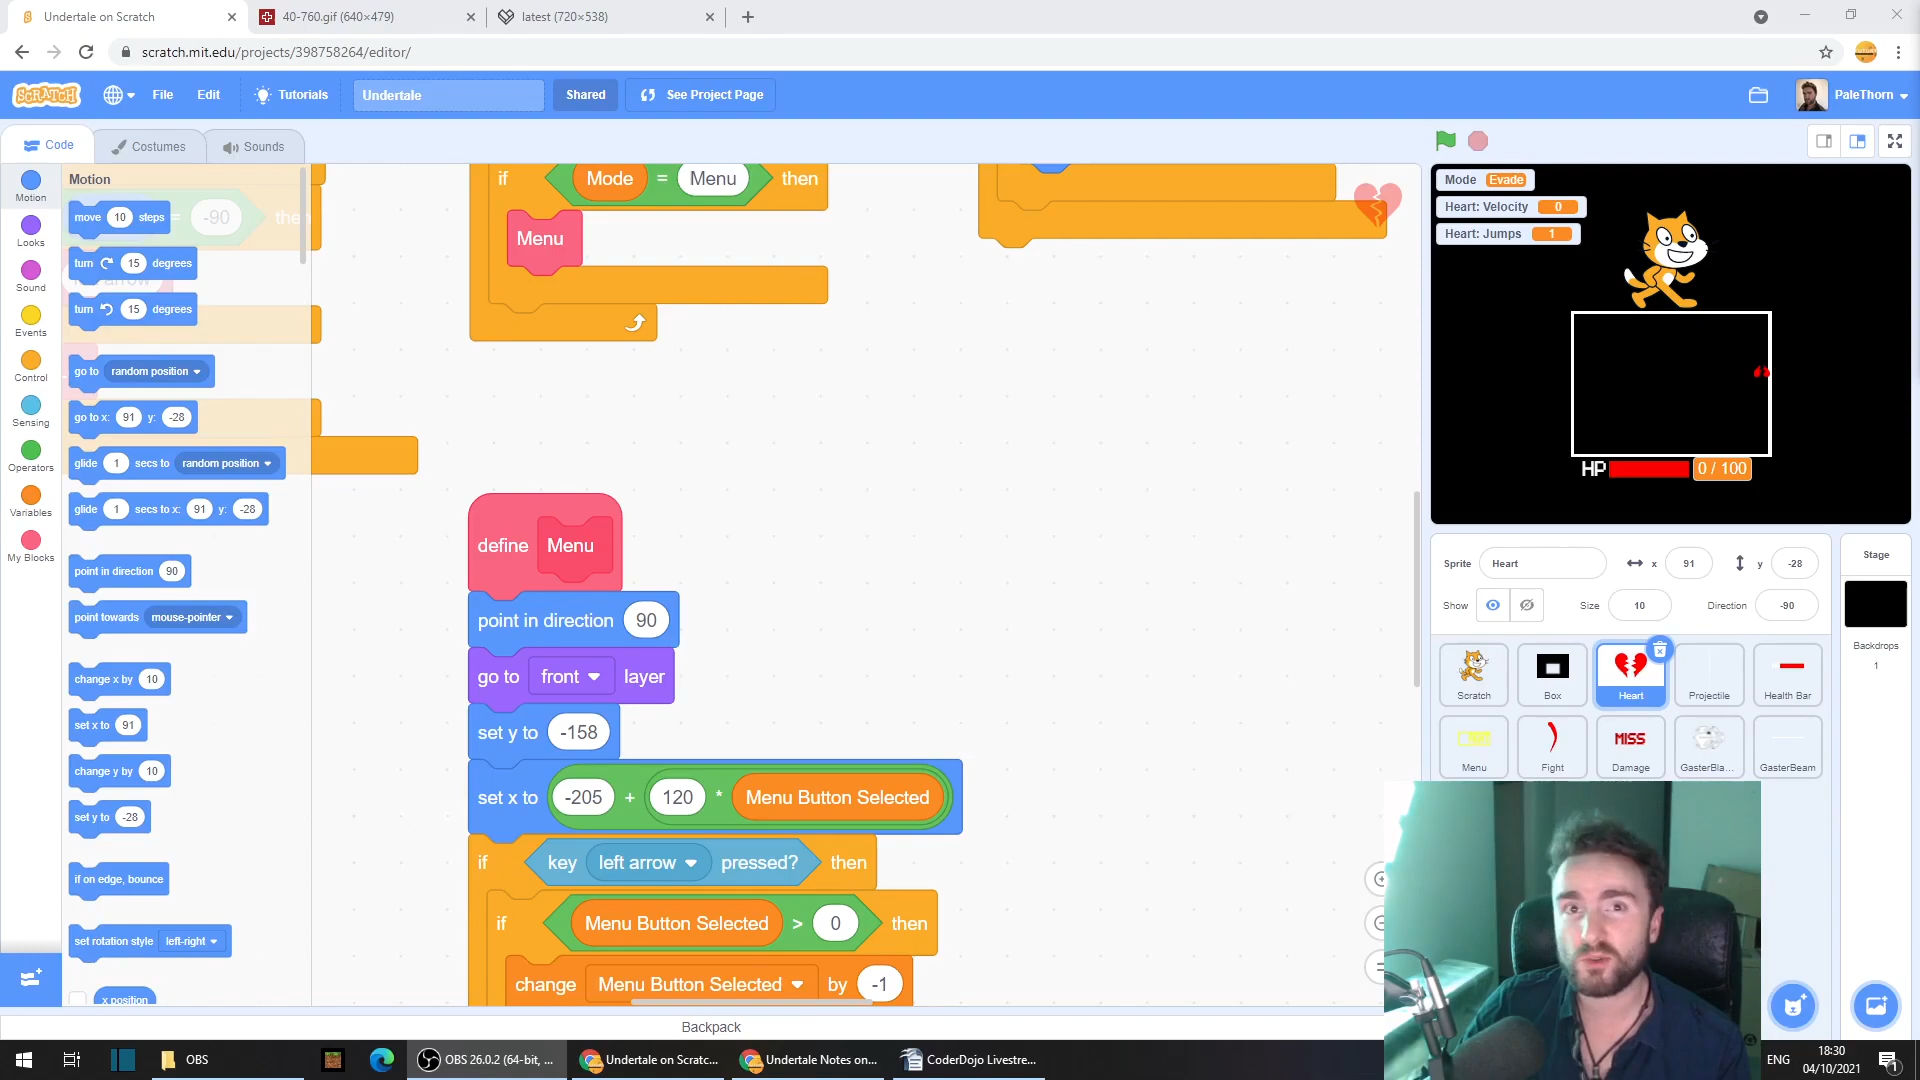 Undertale on Scratch
40-760.gif (640×479)
latest (720×538)
scratch.mit.edu/projects/398758264/editor/
SCRATCH
File
Edit
Tutorials
Undertale
Shared
See Project Page
PaleThorn
Code
Costumes
Sounds
Motion
Looks
Sound
Events
Control
Sensing
Operators
Variables
My Blocks
Motion
move 10 steps
= -90 then
turn 15 degrees
turn 15 degrees
go to random position
go to x: 91 y: -28
glide 1 secs to random position
glide 1 secs to x: 91 y: -28
point in direction 90
point towards mouse-pointer
change x by 10
set x to 91
change y by 10
set y to -28
if on edge, bounce
set rotation style left-right
x position
if Mode = Menu then
Menu
define Menu
point in direction 90
go to front layer
set y to -158
set x to -205 + 120 * Menu Button Selected
if key left arrow pressed? then
if Menu Button Selected > 0 then
change Menu Button Selected by -1
Mode Evade
Heart: Velocity 0
Heart: Jumps 1
HP 0 / 100
Sprite Heart x 91 y -28
Show Size 10 Direction -90
Scratch
Box
Heart
Projectile
Health Bar
MISS
Menu
Fight
Damage
GasterBla...
GasterBeam
Stage
Backdrops
1
Backpack
OBS
OBS 26.0.2 (64-bit, ...
Undertale on Scratc...
Undertale Notes on...
CoderDojo Livestre...
ENG
18:30
04/10/2021
1